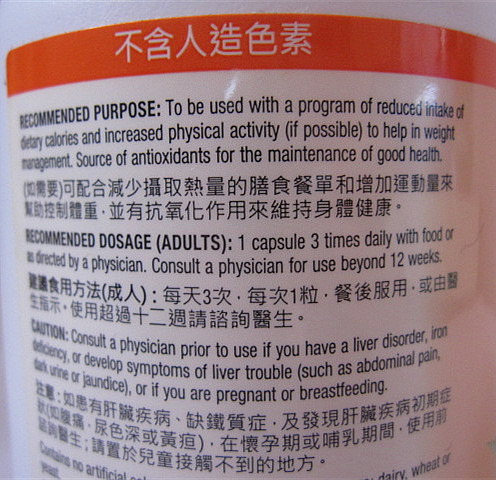 不含人造色素
RECOMMENDED PURPOSE: To be used with a program of reduced intake of
dietary calories and increased physical activity (if possible) to help in weight
management. Source of antioxidants for the maintenance of good health.
(如需要)可配合減少攝取熱量的膳食餐單和增加運動量來
幫助控制體重,並有抗氧化作用來維持身體健康。
RECOMMENDED DOSAGE (ADULTS): 1 capsule 3 times daily with food or
as directed by a physician. Consult a physician for use beyond 12 weeks.
建議食用方法(成人):每天3次,每次1粒,餐後服用,或由醫
生指示。使用超過十二週請諮詢醫生。
CAUTION: Consult a physician prior to use if you have a liver disorder, iron
deficiency, or develop symptoms of liver trouble (such as abdominal pain,
dark urine or jaundice), or if you are pregnant or breastfeeding.
注意:如患有肝臟疾病、缺鐵質症,及發現肝臟疾病初期症
狀(如腹痛,尿色深或黃疸),在懷孕期或哺乳期間,使用前
諮詢醫生;請置於兒童接觸不到的地方。
Contains no artificial dairy, wheat or
yeast.